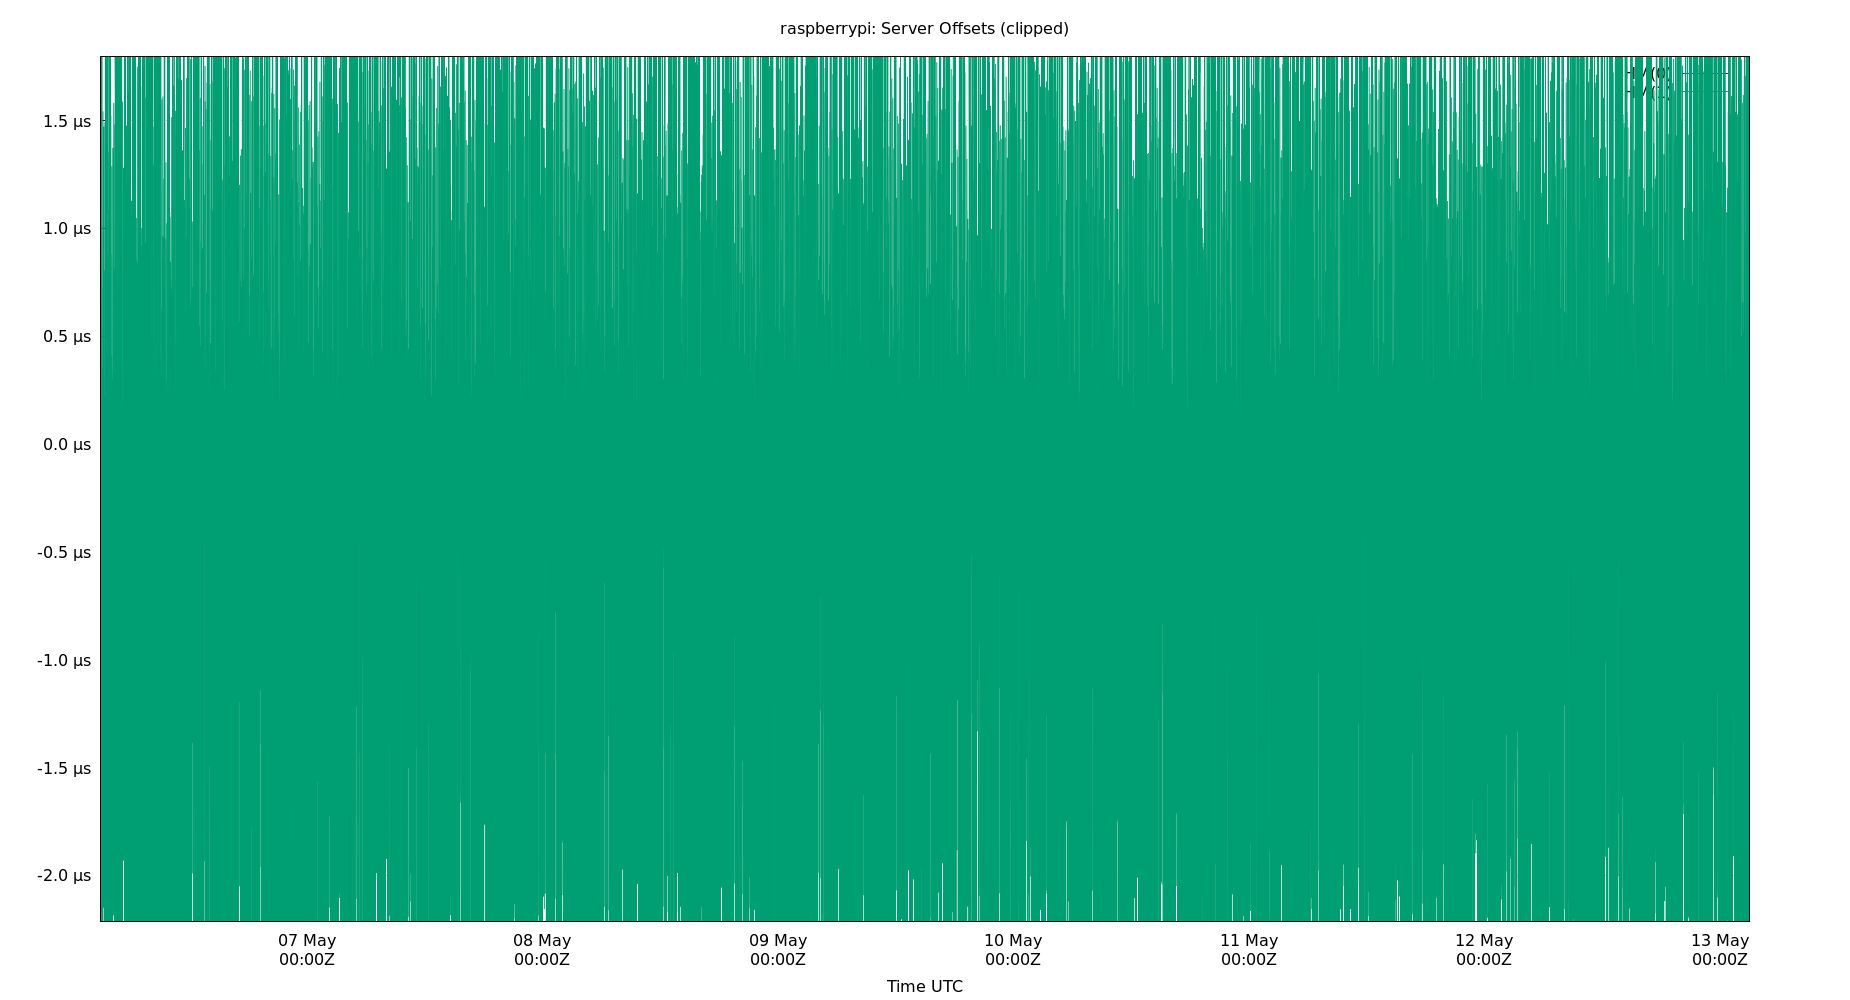 raspberrypi: Server Offsets (clipped)
1.5 µs
1.0 µs
0.5 µs
0.0 µs
-0.5 µs
-1.0 µs
-1.5 µs
-2.0 µs
07 May 08 May 09 May 10 May 11 May 12 May 13 May
00:00Z 00:00Z 00:00Z 00:00Z 00:00Z 00:00Z 00:00Z
Time UTC